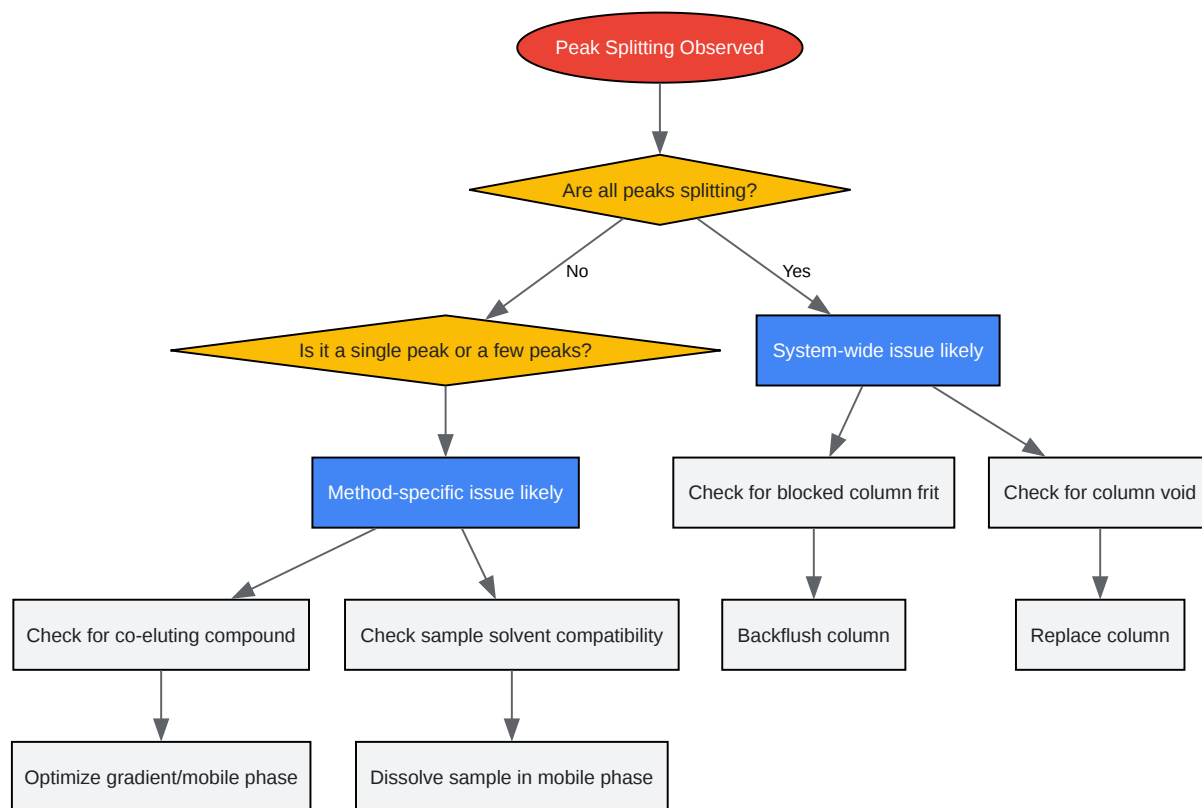 Peak Splitting Observed
Are all peaks splitting?
No
Yes
Is it a single peak or a few peaks?
System-wide issue likely
Method-specific issue likely
Check for blocked column frit
Check for column void
Check for co-eluting compound
Check sample solvent compatibility
Backflush column
Replace column
Optimize gradient/mobile phase
Dissolve sample in mobile phase